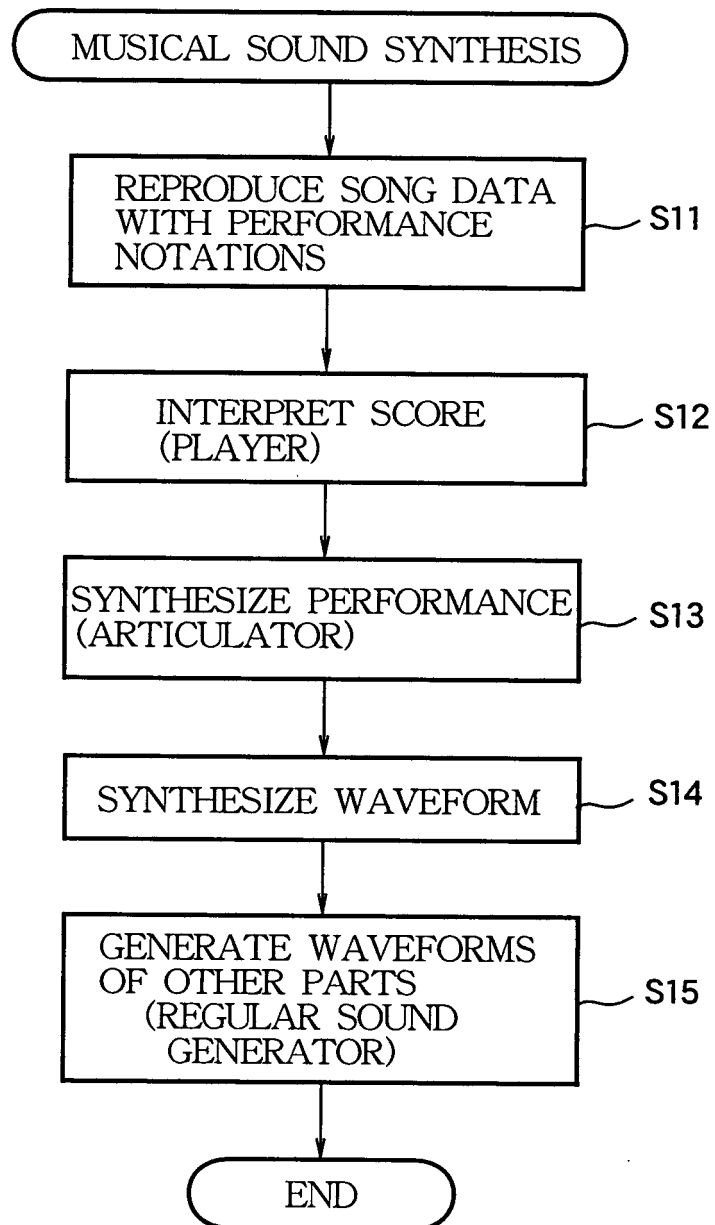 MUSICAL SOUND SYNTHESIS
REPRODUCE SONG DATA
WITH PERFORMANCE
NOTATIONS
S11
INTERPRET SCORE
(PLAYER)
S12
SYNTHESIZE PERFORMANCE
(ARTICULATOR)
S13
SYNTHESIZE WAVEFORM
S14
GENERATE WAVEFORMS
OF OTHER PARTS
(REGULAR SOUND
GENERATOR)
S15
END